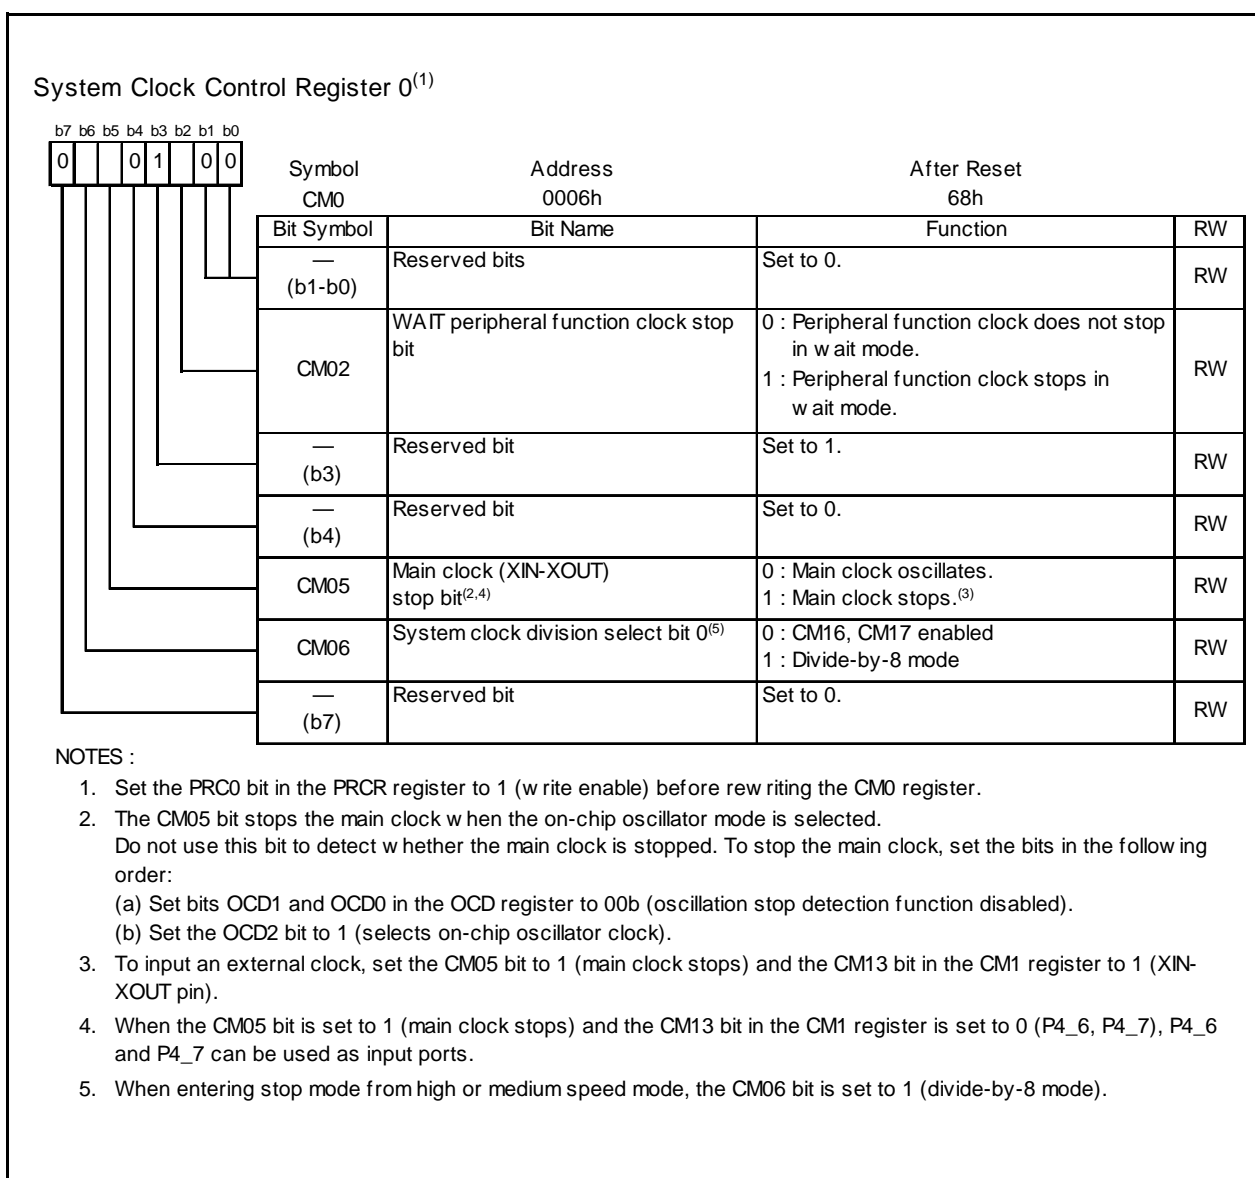 System Clock Control Register 0(1)
b7 b6 b5 b4 b3 b2 b1 b0
0 0 1 0 0
Symbol Address After Reset
CM0 0006h 68h
Bit Symbol Bit Name Function RW
— (b1-b0) Reserved bits Set to 0. RW
CM02 WAIT peripheral function clock stop bit 0 : Peripheral function clock does not stop in wait mode. RW
1 : Peripheral function clock stops in wait mode.
— (b3) Reserved bit Set to 1. RW
— (b4) Reserved bit Set to 0. RW
CM05 Main clock (XIN-XOUT) stop bit(2,4) 0 : Main clock oscillates. RW
1 : Main clock stops.(3)
CM06 System clock division select bit 0(5) 0 : CM16, CM17 enabled RW
1 : Divide-by-8 mode
— (b7) Reserved bit Set to 0. RW
NOTES :
1. Set the PRC0 bit in the PRCR register to 1 (write enable) before rewriting the CM0 register.
2. The CM05 bit stops the main clock when the on-chip oscillator mode is selected.
Do not use this bit to detect whether the main clock is stopped. To stop the main clock, set the bits in the following
order:
(a) Set bits OCD1 and OCD0 in the OCD register to 00b (oscillation stop detection function disabled).
(b) Set the OCD2 bit to 1 (selects on-chip oscillator clock).
3. To input an external clock, set the CM05 bit to 1 (main clock stops) and the CM13 bit in the CM1 register to 1 (XIN-
XOUT pin).
4. When the CM05 bit is set to 1 (main clock stops) and the CM13 bit in the CM1 register is set to 0 (P4_6, P4_7), P4_6
and P4_7 can be used as input ports.
5. When entering stop mode from high or medium speed mode, the CM06 bit is set to 1 (divide-by-8 mode).